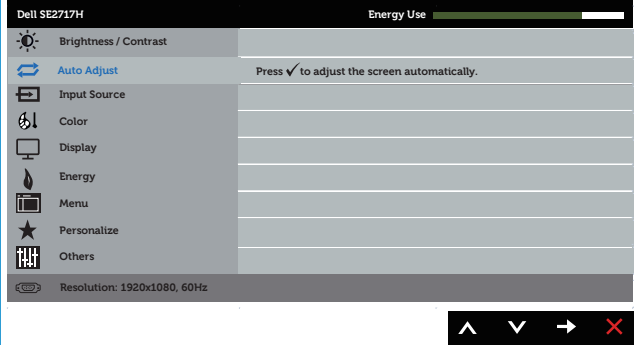 Dell SE2717H Energy Use
Brightness / Contrast
Auto Adjust Press ✓ to adjust the screen automatically.
Input Source
Color
Display
Energy
Menu
Personalize
Others
Resolution: 1920x1080, 60Hz